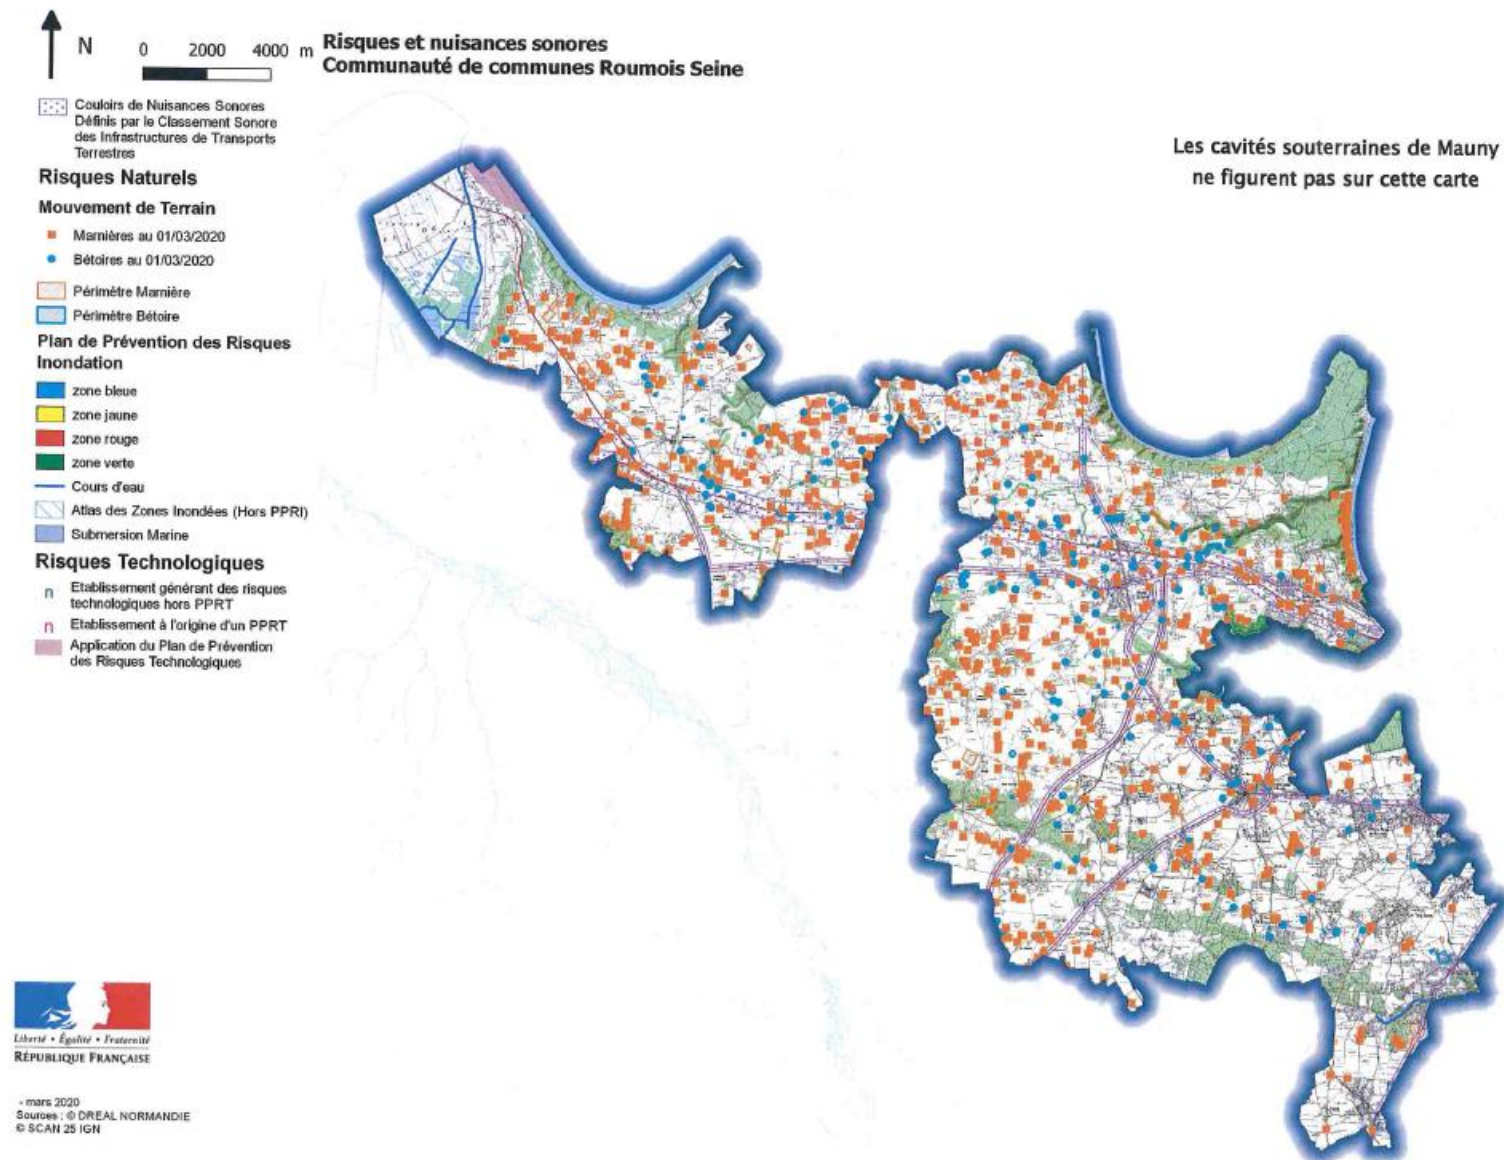 N
0 2000 4000 m
Risques et nuisances sonores
Communauté de communes Roumois Seine
Couloirs de Nuisances Sonores
Définis par le Classement Sonore
des Infrastructures de Transports
Terrestres
Les cavités souterraines de Mauny
ne figurent pas sur cette carte
Risques Naturels
Mouvement de Terrain
Marnières au 01/03/2020
Bétoires au 01/03/2020
Périmètre Marnière
Périmètre Bétoire
Plan de Prévention des Risques
Inondation
zone bleue
zone jaune
zone rouge
zone verte
Cours d'eau
Atlas des Zones Inondées (Hors PPRI)
Submersion Marine
Risques Technologiques
n Etablissement générant des risques
technologiques hors PPRT
n Etablissement à l'origine d'un PPRT
Application du Plan de Prévention
des Risques Technologiques
Liberté • Égalité • Fraternité
RÉPUBLIQUE FRANÇAISE
- mars 2020
Sources : © DREAL NORMANDIE
© SCAN 25 IGN